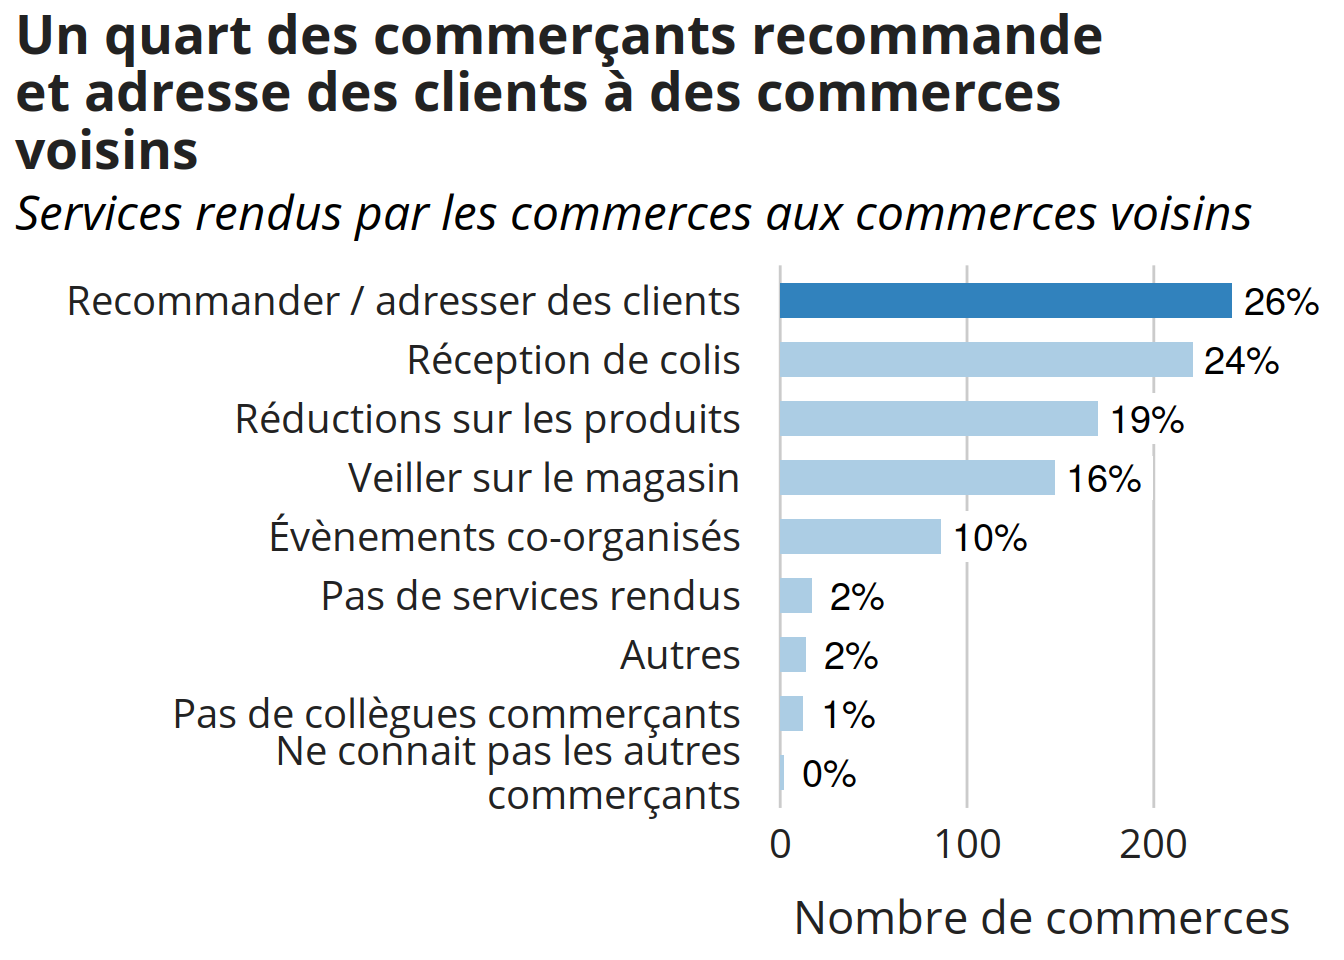 Un quart des commerçants recommande
et adresse des clients à des commerces
voisins
Services rendus par les commerces aux commerces voisins
Recommander / adresser des clients 26%
Réception de colis 24%
Réductions sur les produits 19%
Veiller sur le magasin 16%
Évènements co-organisés 10%
Pas de services rendus 2%
Autres 2%
Pas de collègues commerçants 1%
Ne connait pas les autres
commerçants 0%
0 100 200
Nombre de commerces